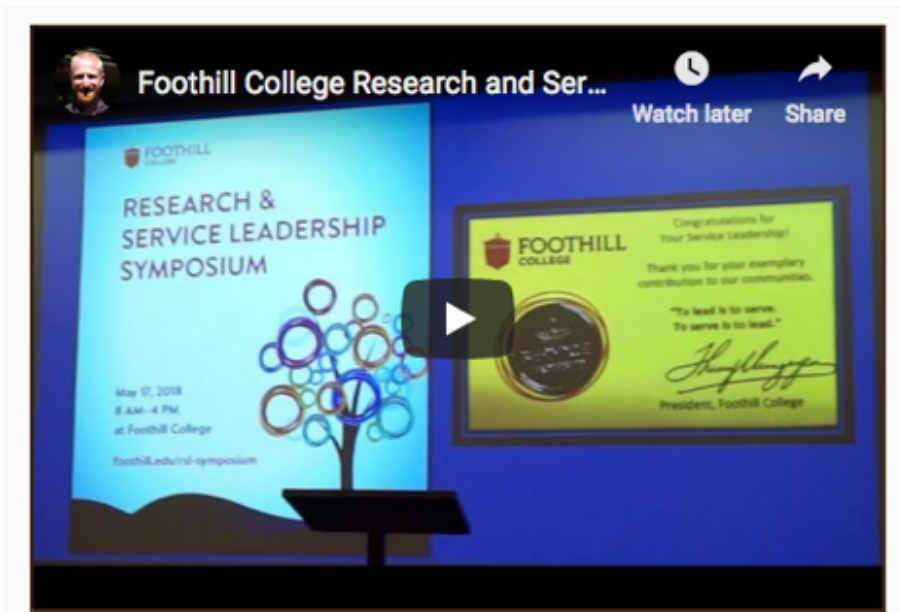 Foothill College Research and Ser...
Watch later
Share
FOOTHILL
COLLEGE
RESEARCH &
SERVICE LEADERSHIP
SYMPOSIUM
May 17, 2018
8 AM–4 PM
at Foothill College
foothill.edu/rsl-symposium
FOOTHILL
COLLEGE
Congratulations for
Your Service Leadership!
Thank you for your exemplary
contribution to our communities.
"To lead is to serve.
To serve is to lead."
President, Foothill College